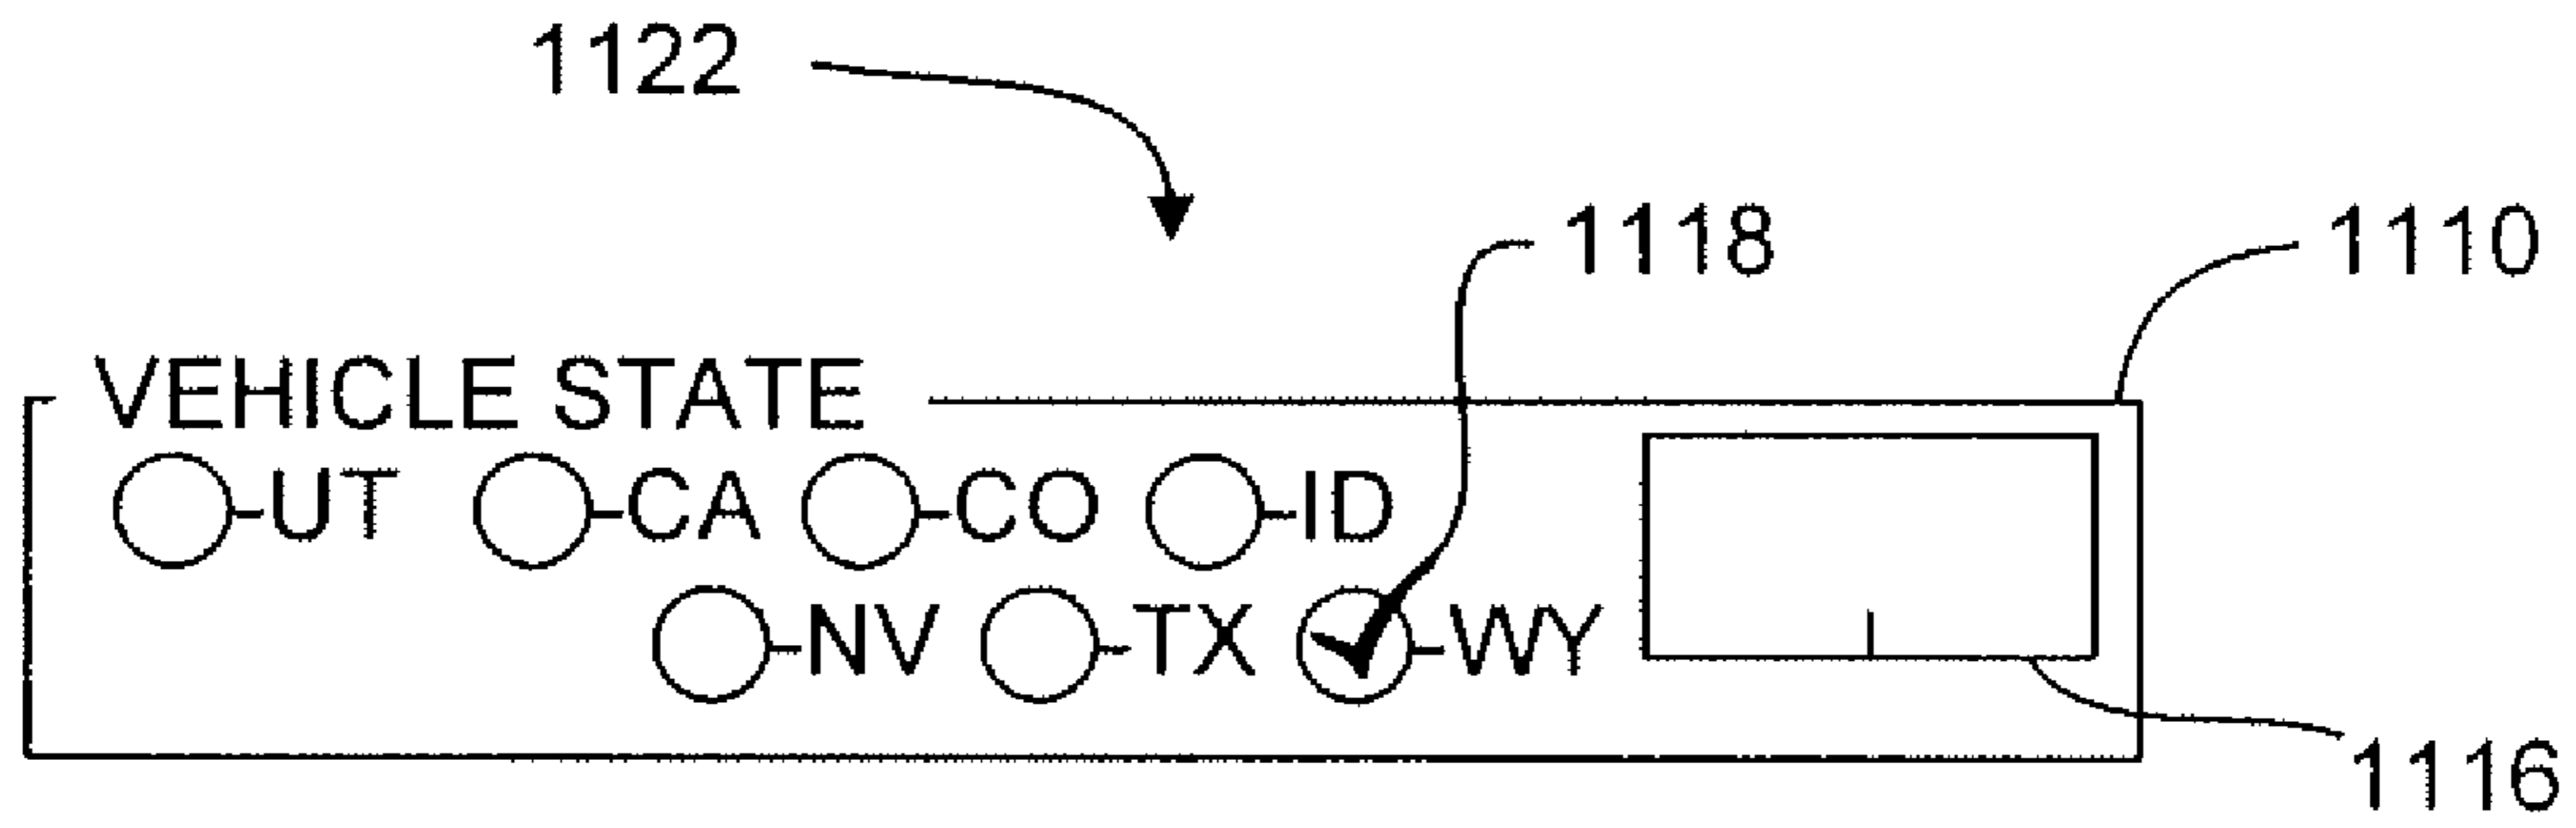 1122
1118
1110
VEHICLE STATE
-UT -CA -CO -ID
-NV -TX -WY
1116